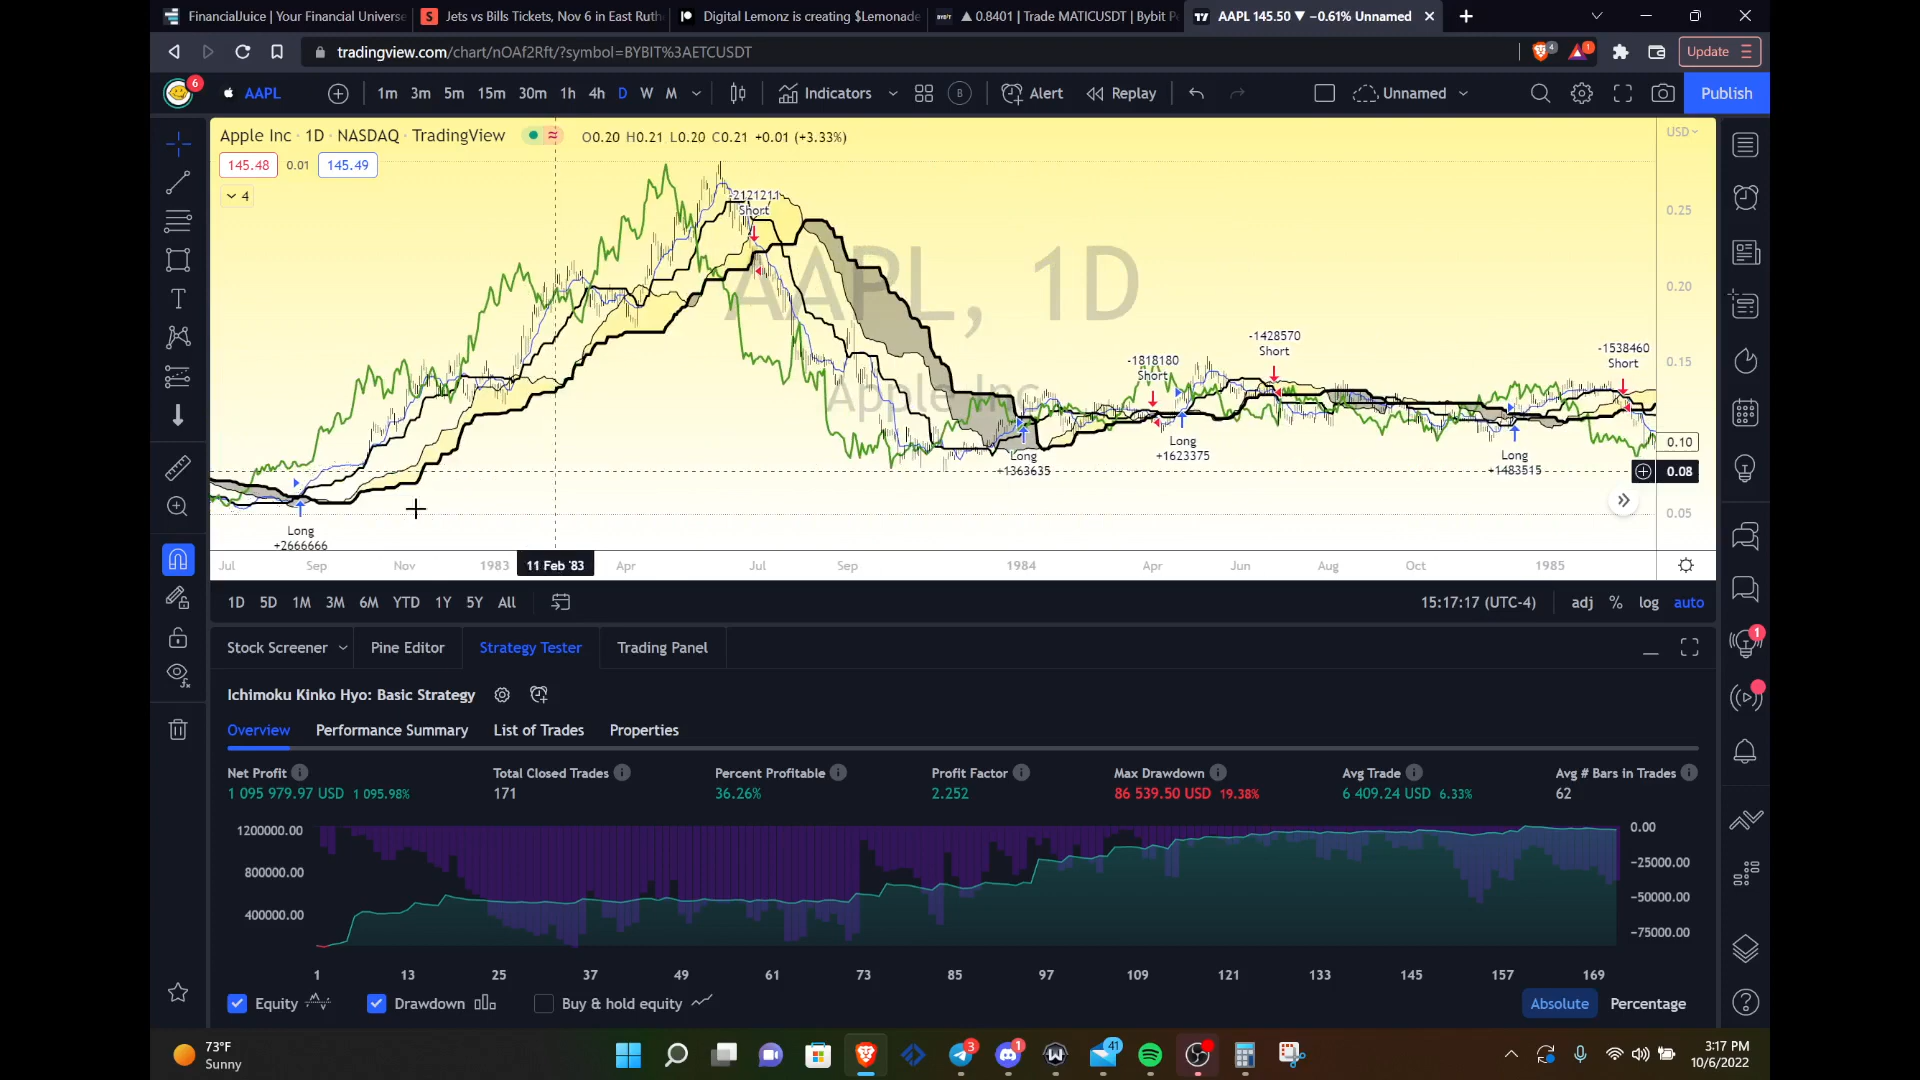 FinancialJuice | Your Financial Universe
Jets vs Bills Tickets, Nov 6 in East Ruthe
Digital Lemonz is creating $Lemonade
▲ 0.8401 | Trade MATICUSDT | Bybit P
AAPL 145.50 ▼ −0.61% Unnamed
tradingview.com/chart/nOAf2Rft/?symbol=BYBIT%3AETCUSDT
4
1
Update
6
AAPL
1m 3m 5m 15m 30m 1h 4h D W M
Indicators
B
Alert
Replay
Unnamed
Publish
Apple Inc · 1D · NASDAQ · TradingView
O0.20 H0.21 L0.20 C0.21 +0.01 (+3.33%)
USD
145.48 0.01 145.49
4
-2121211
Short
0.25
AAPL, 1D
0.20
-1428570
Short
-1538460
Short
-1818180
Short
0.15
Apple Inc
0.10
Long
+1623375
Long
+1363635
Long
+1483515
0.08
0.05
Long
+2666666
Jul Sep Nov 1983 11 Feb '83 Apr Jul Sep 1984 Apr Jun Aug Oct 1985
1D 5D 1M 3M 6M YTD 1Y 5Y All
15:17:17 (UTC-4) adj % log auto
Stock Screener Pine Editor Strategy Tester Trading Panel
1
Ichimoku Kinko Hyo: Basic Strategy
Overview Performance Summary List of Trades Properties
Net Profit Total Closed Trades Percent Profitable Profit Factor Max Drawdown Avg Trade Avg # Bars in Trades
1 095 979.97 USD 1 095.98% 171 36.26% 2.252 86 539.50 USD 19.38% 6 409.24 USD 6.33% 62
1200000.00 0.00
800000.00 −25000.00
400000.00 −50000.00
−75000.00
1 13 25 37 49 61 73 85 97 109 121 133 145 157 169
Equity Drawdown Buy & hold equity
Absolute Percentage
73°F
Sunny
3
1
41
3:17 PM
10/6/2022